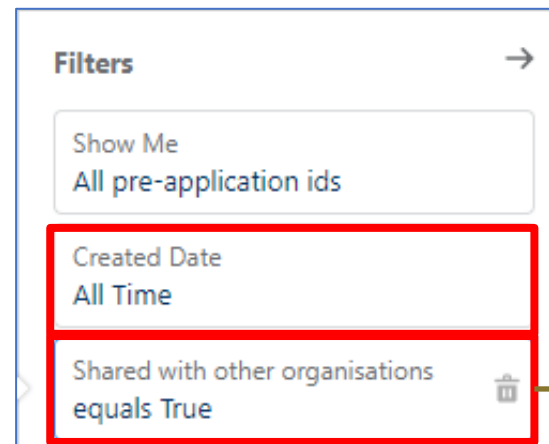 Filters
Show Me
All pre-application ids
Created Date
All Time
Shared with other organisations
equals True